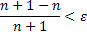 (n + 1 − n)/(n + 1) < ε